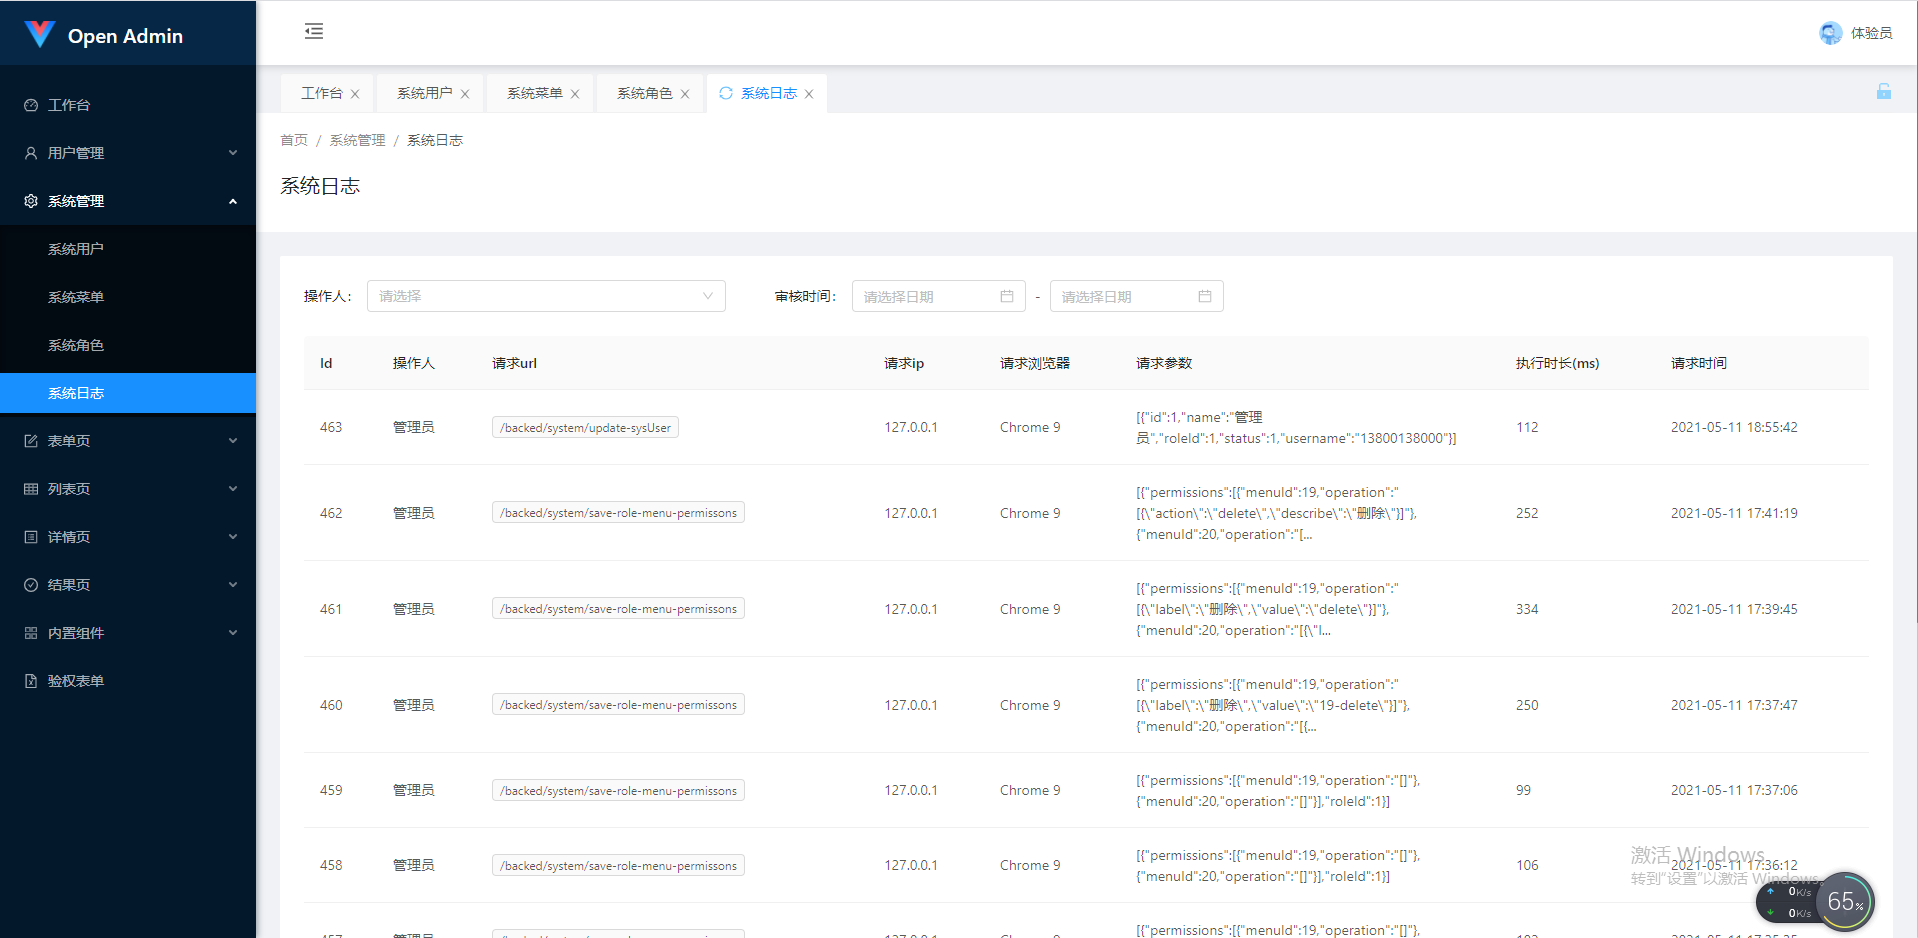 Open Admin
体验员
工作台
用户管理
系统管理
系统用户
系统菜单
系统角色
系统日志
表单页
列表页
详情页
结果页
内置组件
验权表单
工作台 系统用户 系统菜单 系统角色 系统日志
首页 / 系统管理 / 系统日志
系统日志
操作人： 请选择 审核时间： 请选择日期 - 请选择日期
Id 操作人 请求url 请求ip 请求浏览器 请求参数 执行时长(ms) 请求时间
463 管理员 /backed/system/update-sysUser 127.0.0.1 Chrome 9 [{"id":1,"name":"管理
员","roleId":1,"status":1,"username":"13800138000"}] 112 2021-05-11 18:55:42
462 管理员 /backed/system/save-role-menu-permissons 127.0.0.1 Chrome 9 [{"permissions":[{"menuId":19,"operation":"
[{\"action\":\"delete\",\"describe\":\"删除\"}]"},
{"menuId":20,"operation":"[... 252 2021-05-11 17:41:19
461 管理员 /backed/system/save-role-menu-permissons 127.0.0.1 Chrome 9 [{"permissions":[{"menuId":19,"operation":"
[{\"label\":\"删除\",\"value\":\"delete\"}]"},
{"menuId":20,"operation":"[{\"l... 334 2021-05-11 17:39:45
460 管理员 /backed/system/save-role-menu-permissons 127.0.0.1 Chrome 9 [{"permissions":[{"menuId":19,"operation":"
[{\"label\":\"删除\",\"value\":\"19-delete\"}]"},
{"menuId":20,"operation":"[{... 250 2021-05-11 17:37:47
459 管理员 /backed/system/save-role-menu-permissons 127.0.0.1 Chrome 9 [{"permissions":[{"menuId":19,"operation":"[]"},
{"menuId":20,"operation":"[]"}],"roleId":1}] 99 2021-05-11 17:37:06
458 管理员 /backed/system/save-role-menu-permissons 127.0.0.1 Chrome 9 [{"permissions":[{"menuId":19,"operation":"[]"},
{"menuId":20,"operation":"[]"}],"roleId":1}] 106 2021-05-11 17:36:12
[{"permissions":[{"menuId":19,"operation":"[]"},
激活 Windows
转到"设置"以激活 Windows。
0K/s
0K/s
65%